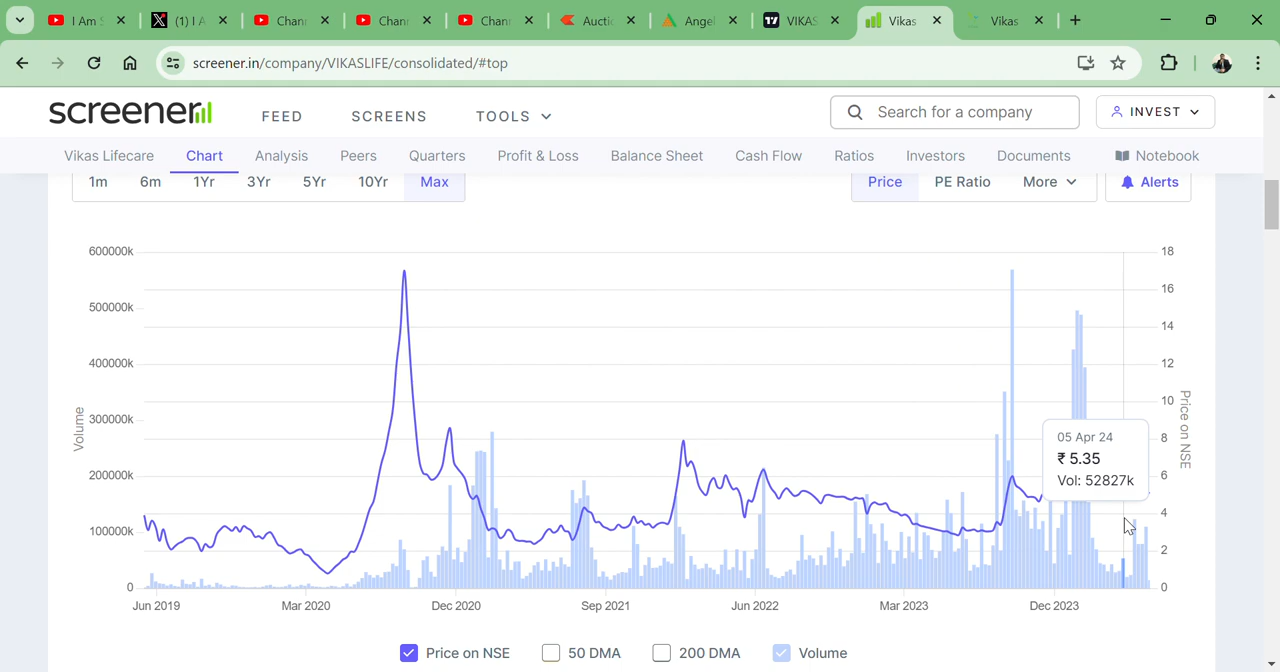 I Am S
(1) I A
Chann
Chann
Chann
Auctic
Angel
VIKAS
Vikas
Vikas
screener.in/company/VIKASLIFE/consolidated/#top
screener
FEED
SCREENS
TOOLS
Search for a company
INVEST
Vikas Lifecare
Chart
Analysis
Peers
Quarters
Profit & Loss
Balance Sheet
Cash Flow
Ratios
Investors
Documents
Notebook
1m
6m
1Yr
3Yr
5Yr
10Yr
Max
Price
PE Ratio
More
Alerts
600000k
500000k
400000k
300000k
200000k
100000k
0
Volume
18
16
14
12
10
8
6
4
2
0
Price on NSE
05 Apr 24
₹ 5.35
Vol: 52827k
Jun 2019
Mar 2020
Dec 2020
Sep 2021
Jun 2022
Mar 2023
Dec 2023
Price on NSE
50 DMA
200 DMA
Volume